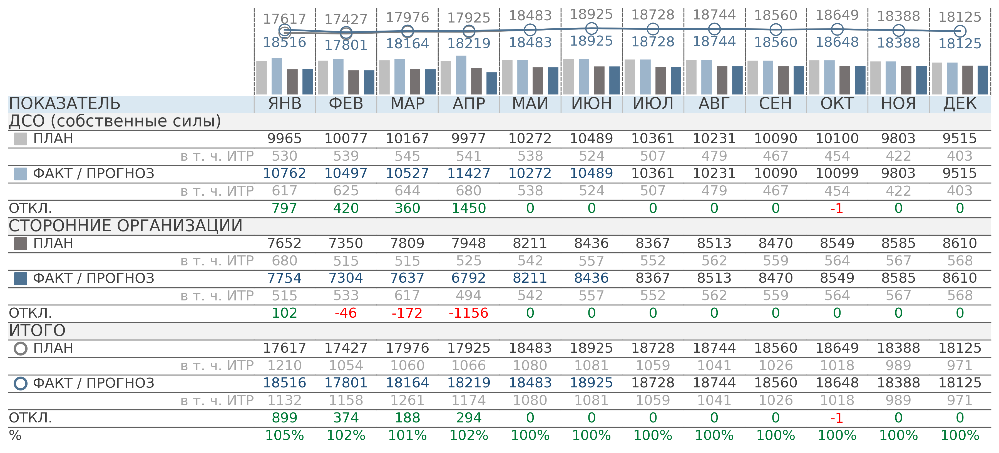 17617 17427 17976 17925 18483 18925 18728 18744 18560 18649 18388 18125
18516 17801 18164 18219 18483 18925 18728 18744 18560 18648 18388 18125
ПОКАЗАТЕЛЬ ЯНВ ФЕВ МАР АПР МАЙ ИЮН ИЮЛ АВГ СЕН ОКТ НОЯ ДЕК
ДСО (собственные силы)
ПЛАН 9965 10077 10167 9977 10272 10489 10361 10231 10090 10100 9803 9515
в т. ч. ИТР 530 539 545 541 538 524 507 479 467 454 422 403
ФАКТ / ПРОГНОЗ 10762 10497 10527 11427 10272 10489 10361 10231 10090 10099 9803 9515
в т. ч. ИТР 617 625 644 680 538 524 507 479 467 454 422 403
ОТКЛ. 797 420 360 1450 0 0 0 0 0 -1 0 0
СТОРОННИЕ ОРГАНИЗАЦИИ
ПЛАН 7652 7350 7809 7948 8211 8436 8367 8513 8470 8549 8585 8610
в т. ч. ИТР 680 515 515 525 542 557 552 562 559 564 567 568
ФАКТ / ПРОГНОЗ 7754 7304 7637 6792 8211 8436 8367 8513 8470 8549 8585 8610
в т. ч. ИТР 515 533 617 494 542 557 552 562 559 564 567 568
ОТКЛ. 102 -46 -172 -1156 0 0 0 0 0 0 0 0
ИТОГО
ПЛАН 17617 17427 17976 17925 18483 18925 18728 18744 18560 18649 18388 18125
в т. ч. ИТР 1210 1054 1060 1066 1080 1081 1059 1041 1026 1018 989 971
ФАКТ / ПРОГНОЗ 18516 17801 18164 18219 18483 18925 18728 18744 18560 18648 18388 18125
в т. ч. ИТР 1132 1158 1261 1174 1080 1081 1059 1041 1026 1018 989 971
ОТКЛ. 899 374 188 294 0 0 0 0 0 -1 0 0
% 105% 102% 101% 102% 100% 100% 100% 100% 100% 100% 100% 100%